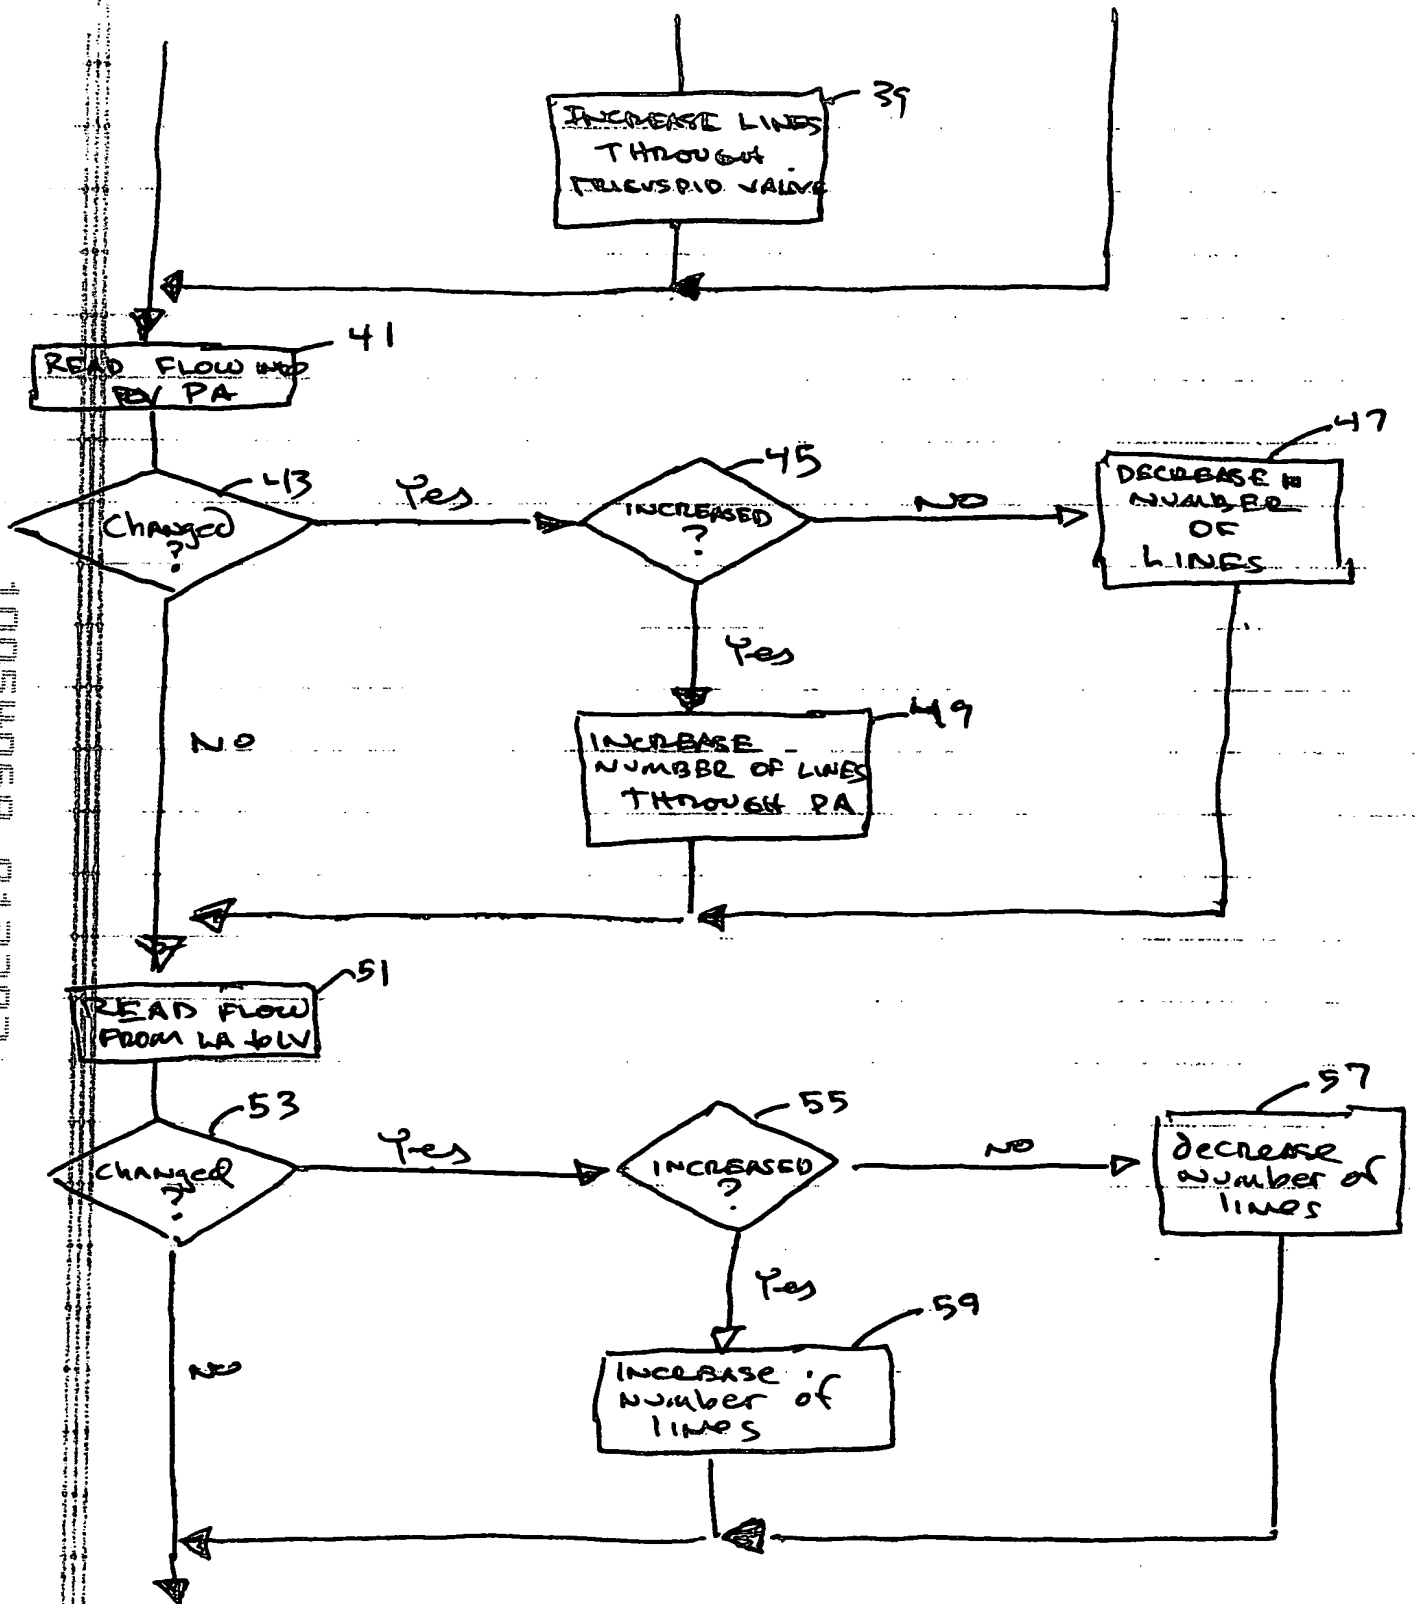 39
INCREASE LINES
THROUGH
TRICUSPID VALVE
41
READ FLOW INTO
PA
43
Changed
?
Yes
45
INCREASED
?
NO
47
DECREASE
NUMBER
OF
LINES
Yes
NO
49
INCREASE
NUMBER OF LINES
THROUGH PA
51
READ FLOW
FROM LA to LV
53
CHANGED
?
Yes
55
INCREASED
?
NO
57
decrease
Number of
lines
Yes
NO
59
INCREASE
Number of
lines